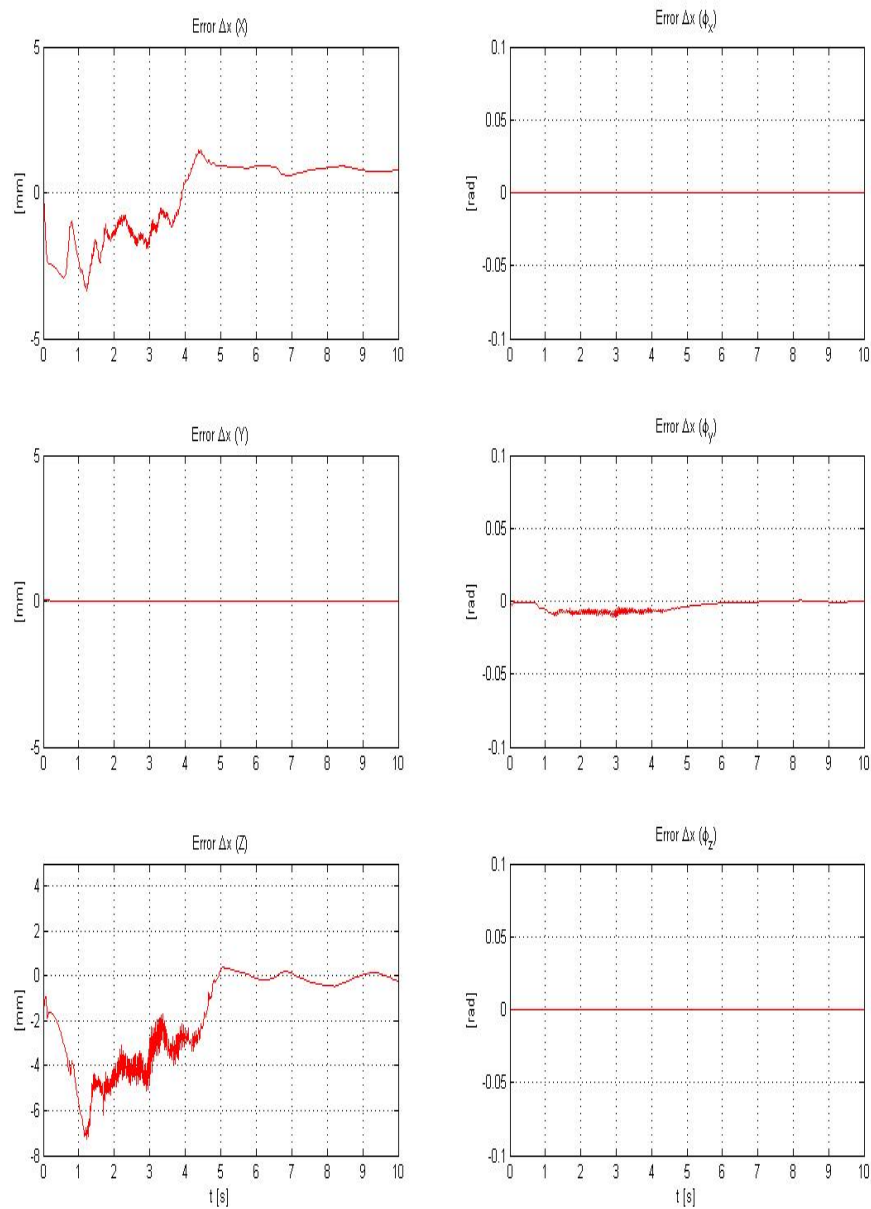 Error Δx (X)
5
0
-5
[mm]
0 1 2 3 4 5 6 7 8 9 10
Error Δx (ϕx)
0.1
0.05
0
-0.05
-0.1
[rad]
0 1 2 3 4 5 6 7 8 9 10
Error Δx (Y)
5
0
-5
[mm]
0 1 2 3 4 5 6 7 8 9 10
Error Δx (ϕy)
0.1
0.05
0
-0.05
-0.1
[rad]
0 1 2 3 4 5 6 7 8 9 10
Error Δx (Z)
4
2
0
-2
-4
-6
-8
[mm]
0 1 2 3 4 5 6 7 8 9 10
t [s]
Error Δx (ϕz)
0.1
0.05
0
-0.05
-0.1
[rad]
0 1 2 3 4 5 6 7 8 9 10
t [s]